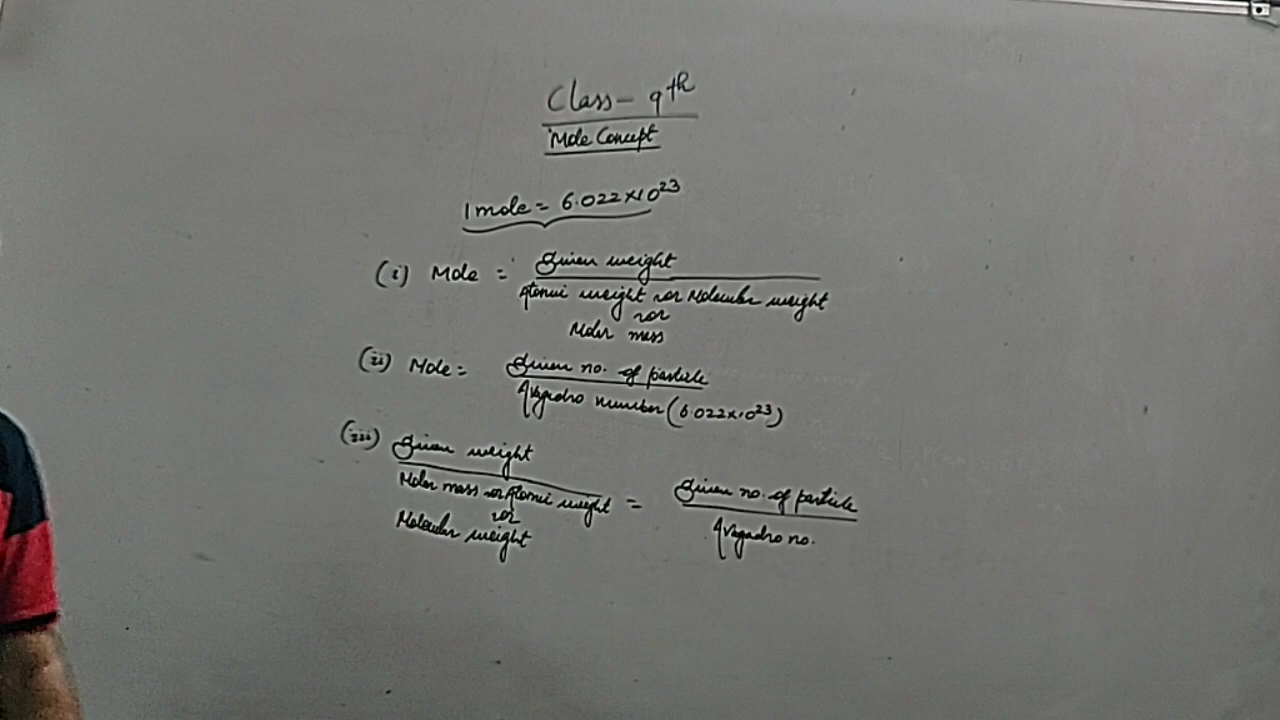 Class - 9th
Mole Concept
1 mole = 6.022×10²³
(i) Mole = Given weight
Atomic weight or Molecular weight
or
Molar mass
(ii) Mole = Given no. of particle
Avagadro number (6.022×10²³)
(iii) Given weight
Molar mass or Atomic weight
or
Molecular weight
= Given no. of particle
Avagadro no.